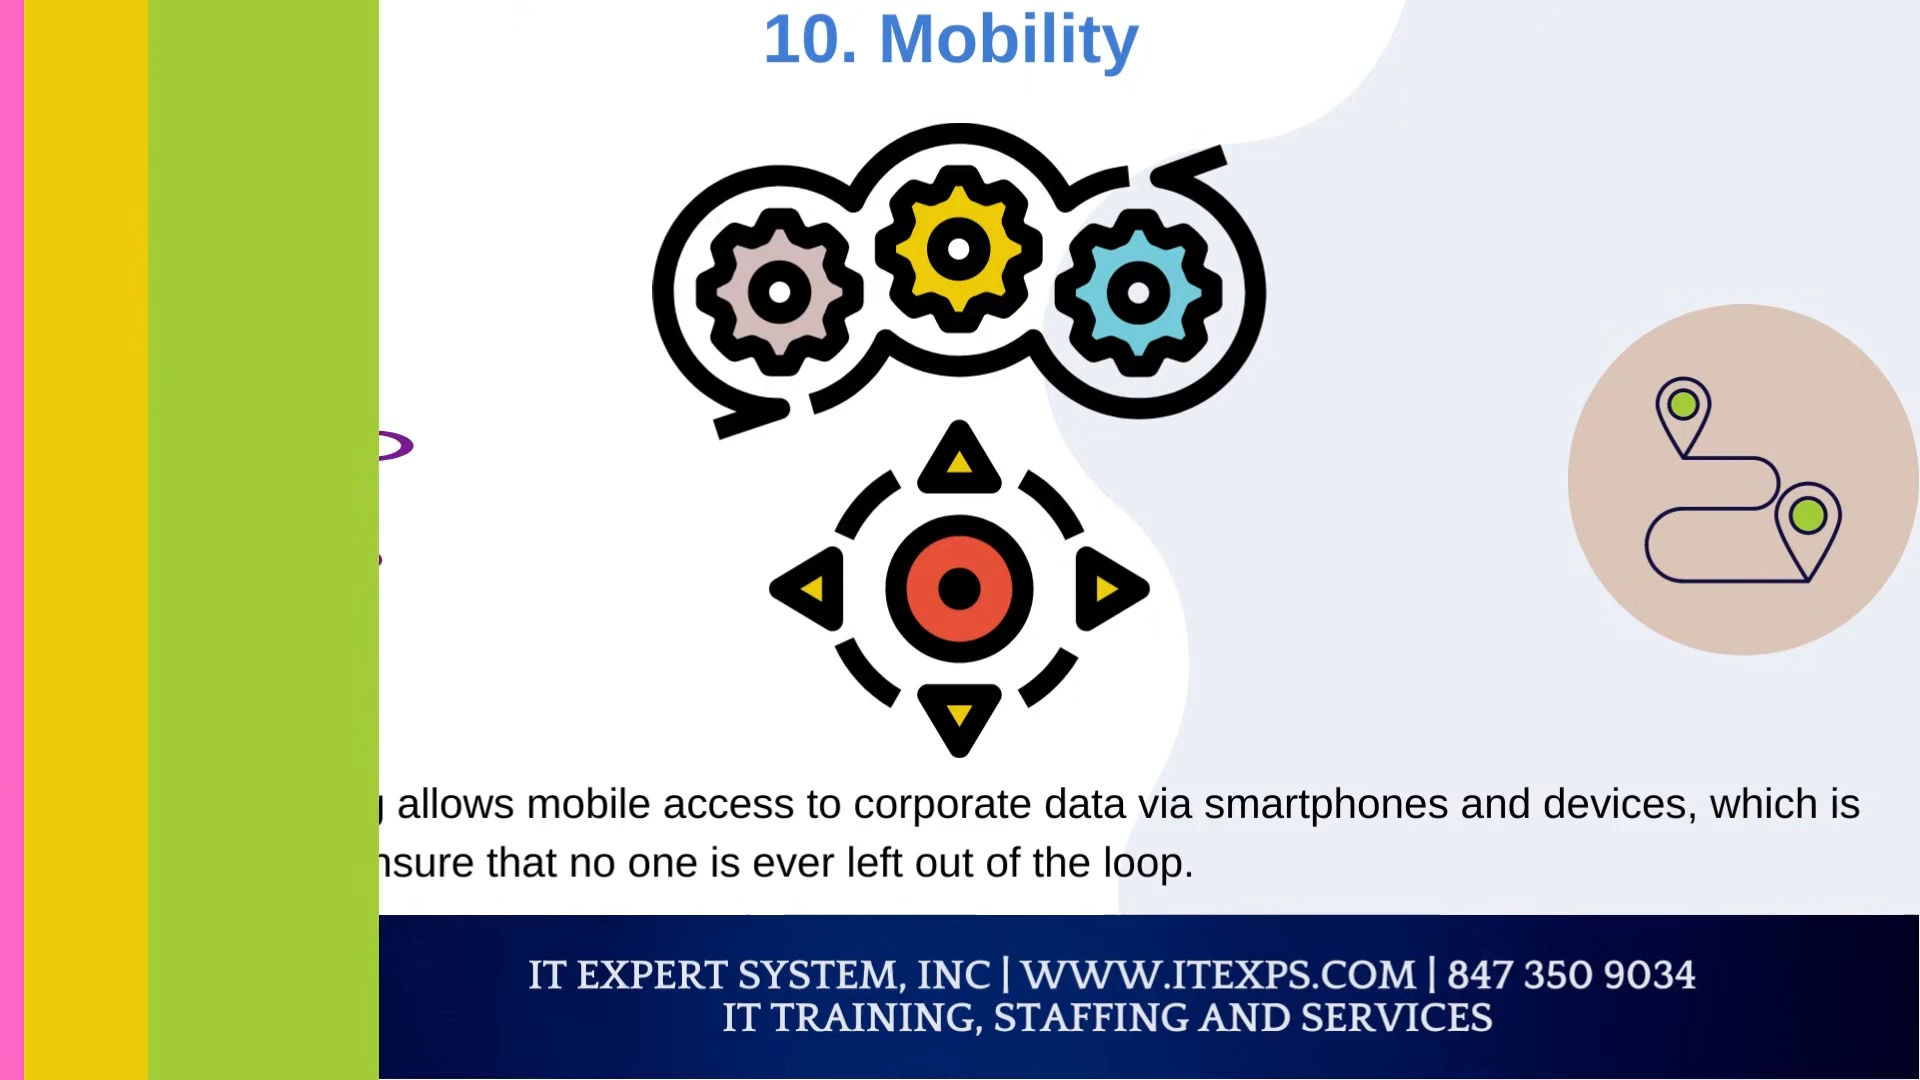 10. Mobility
allows mobile access to corporate data via smartphones and devices, which is
that no one is ever left out of the loop.
IT EXPERT SYSTEM, INC | WWW.ITEXPS.COM | 847 350 9034
IT TRAINING, STAFFING AND SERVICES